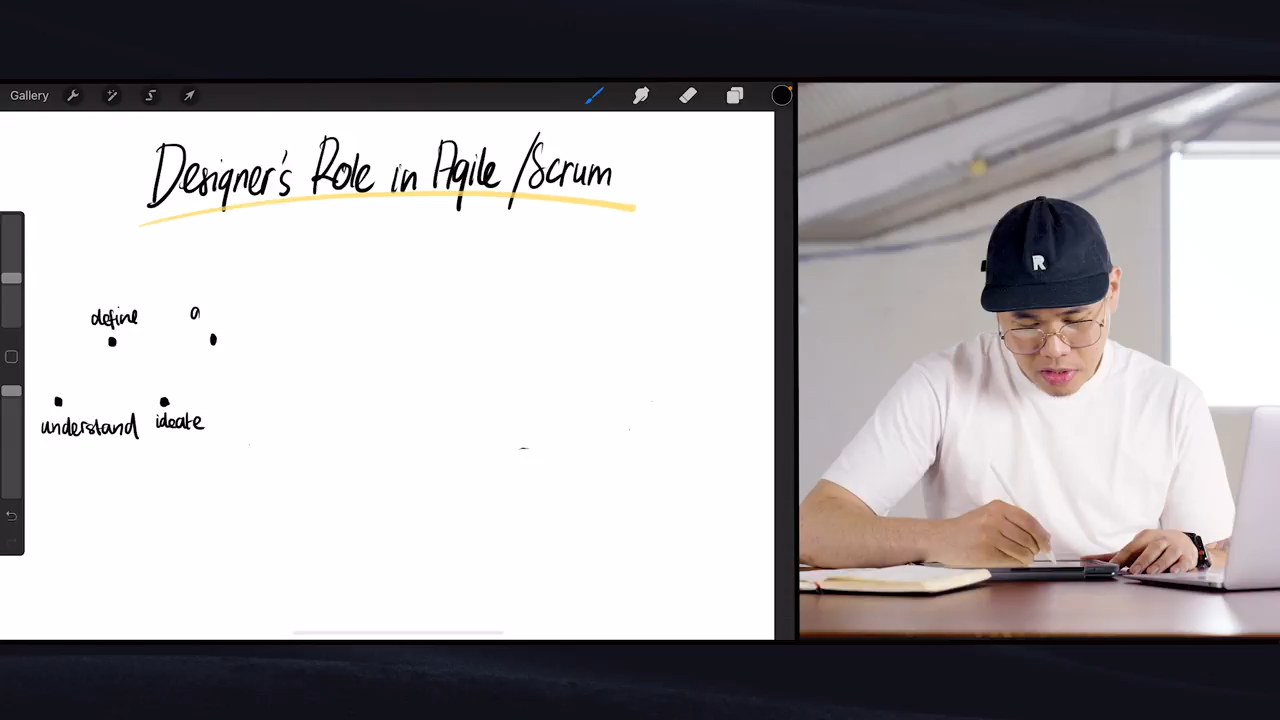 Gallery
Designer's Role in Agile/Scrum
define
a
understand
ideate
R